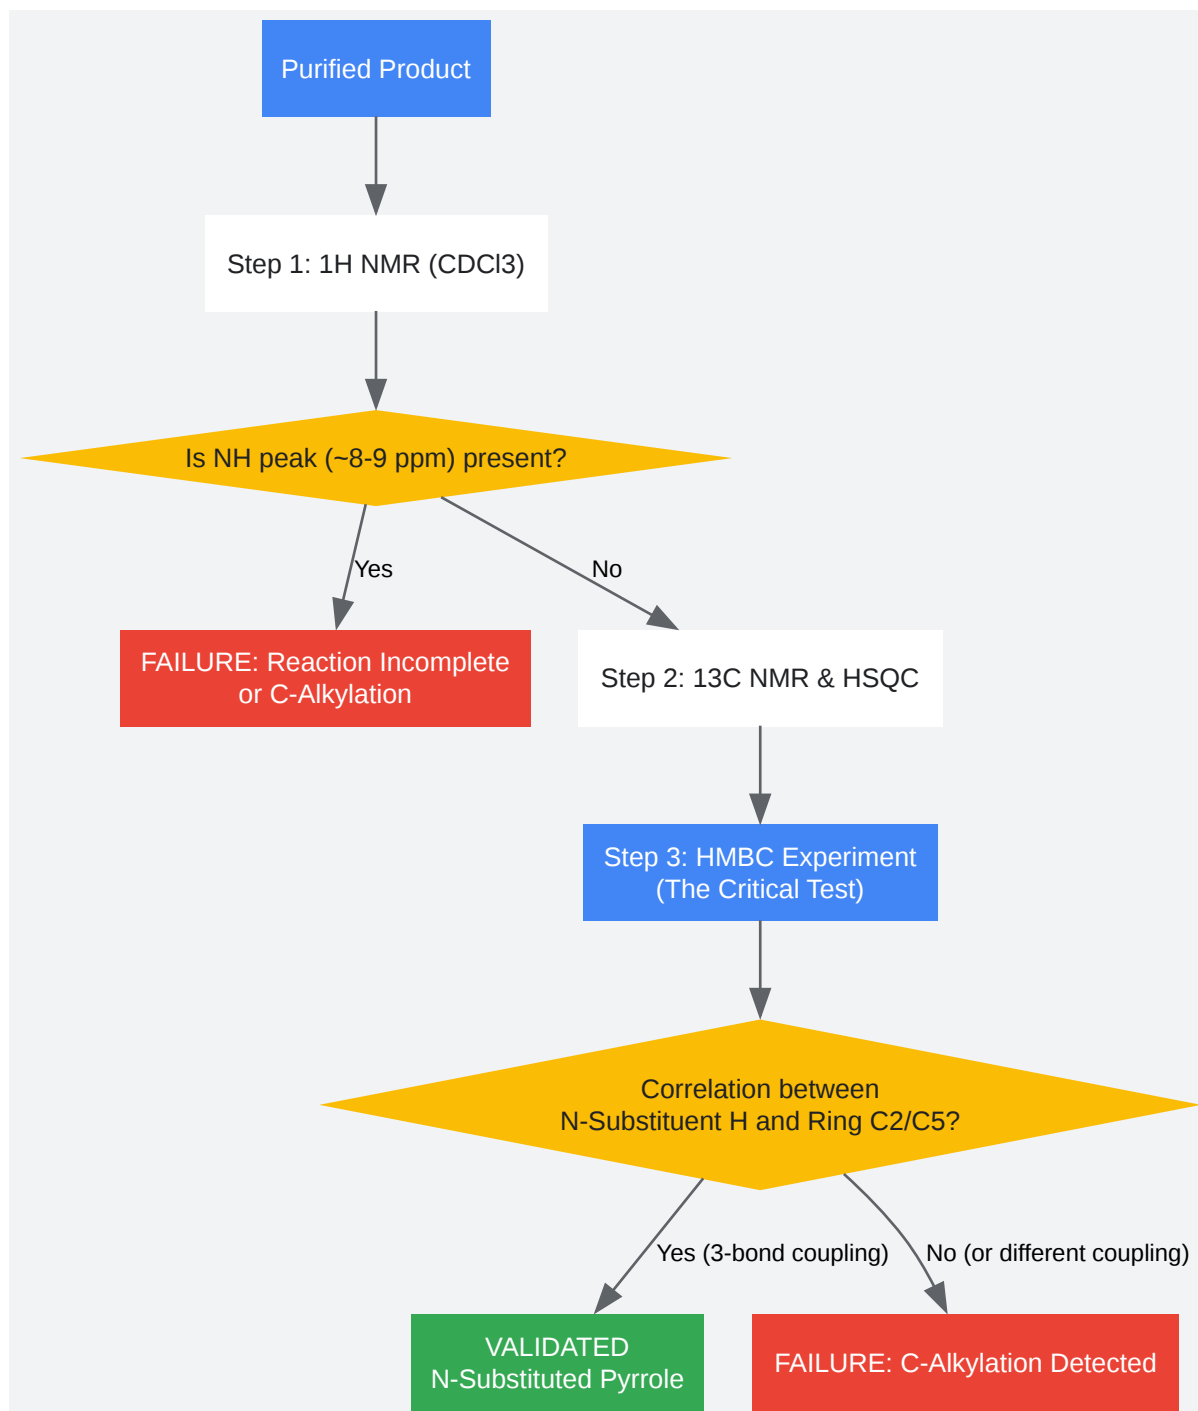 Purified Product
Step 1: 1H NMR (CDCl3)
Is NH peak (~8-9 ppm) present?
Yes
No
FAILURE: Reaction Incomplete
or C-Alkylation
Step 2: 13C NMR & HSQC
Step 3: HMBC Experiment
(The Critical Test)
Correlation between
N-Substituent H and Ring C2/C5?
Yes (3-bond coupling)
No (or different coupling)
VALIDATED
N-Substituted Pyrrole
FAILURE: C-Alkylation Detected